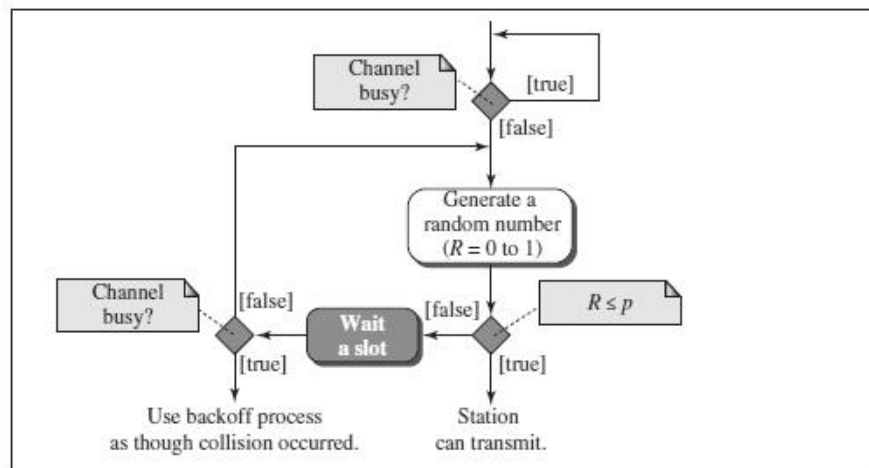 Channel
busy?
[true]
[false]
Generate a
random number
(R = 0 to 1)
Channel
busy?
[false]
Wait
a slot
[false]
R ≤ p
[true]
[true]
Use backoff process
as though collision occurred.
Station
can transmit.